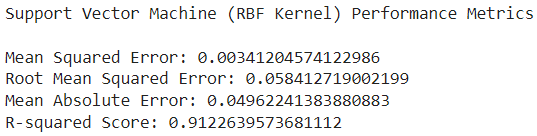 Support Vector Machine (RBF Kernel) Performance Metrics
Mean Squared Error: 0.00341204574122986
Root Mean Squared Error: 0.058412719002199
Mean Absolute Error: 0.04962241383880883
R-squared Score: 0.9122639573681112